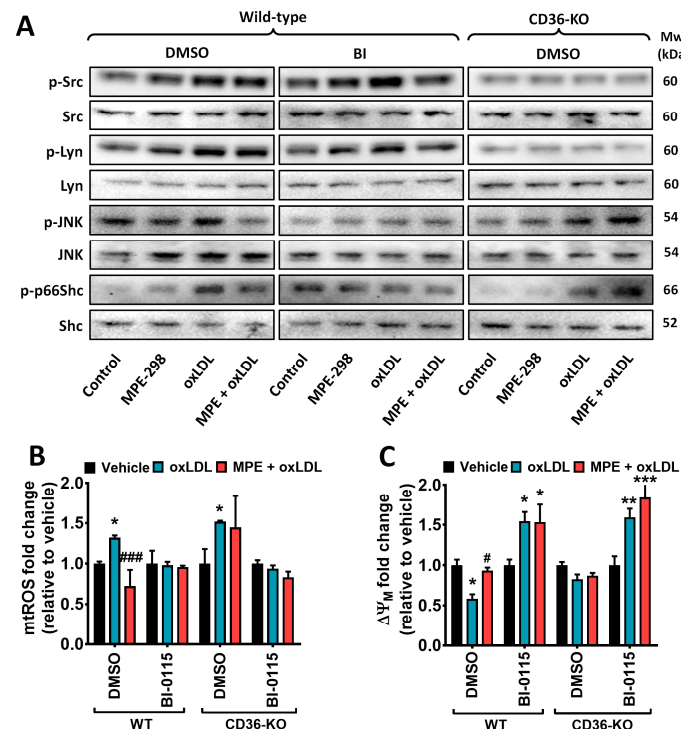 A
Wild-type
CD36-KO
DMSO
BI
DMSO
Mw
(kDa
p-Src
60
Src
60
p-Lyn
60
Lyn
60
p-JNK
54
JNK
54
p-p66Shc
66
Shc
52
Control
MPE-298
oxLDL
MPE + oxLDL
Control
MPE-298
oxLDL
MPE + oxLDL
Control
MPE-298
oxLDL
MPE + oxLDL
B
Vehicle oxLDL MPE + oxLDL
mtROS fold change
(relative to vehicle)
2.0
1.5
1.0
0.5
0.0
*
###
*
DMSO
BI-0115
DMSO
BI-0115
WT
CD36-KO
C
Vehicle oxLDL MPE + oxLDL
ΔΨM fold change
(relative to vehicle)
2.0
1.5
1.0
0.5
0.0
*
#
*
*
**
***
DMSO
BI-0115
DMSO
BI-0115
WT
CD36-KO